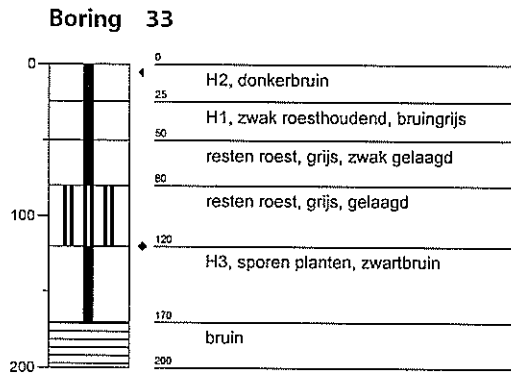 Boring 33
0
0
H2, donkerbruin
25
H1, zwak roesthoudend, bruingrijs
50
resten roest, grijs, zwak gelaagd
80
resten roest, grijs, gelaagd
100
120
H3, sporen planten, zwartbruin
170
bruin
200
200